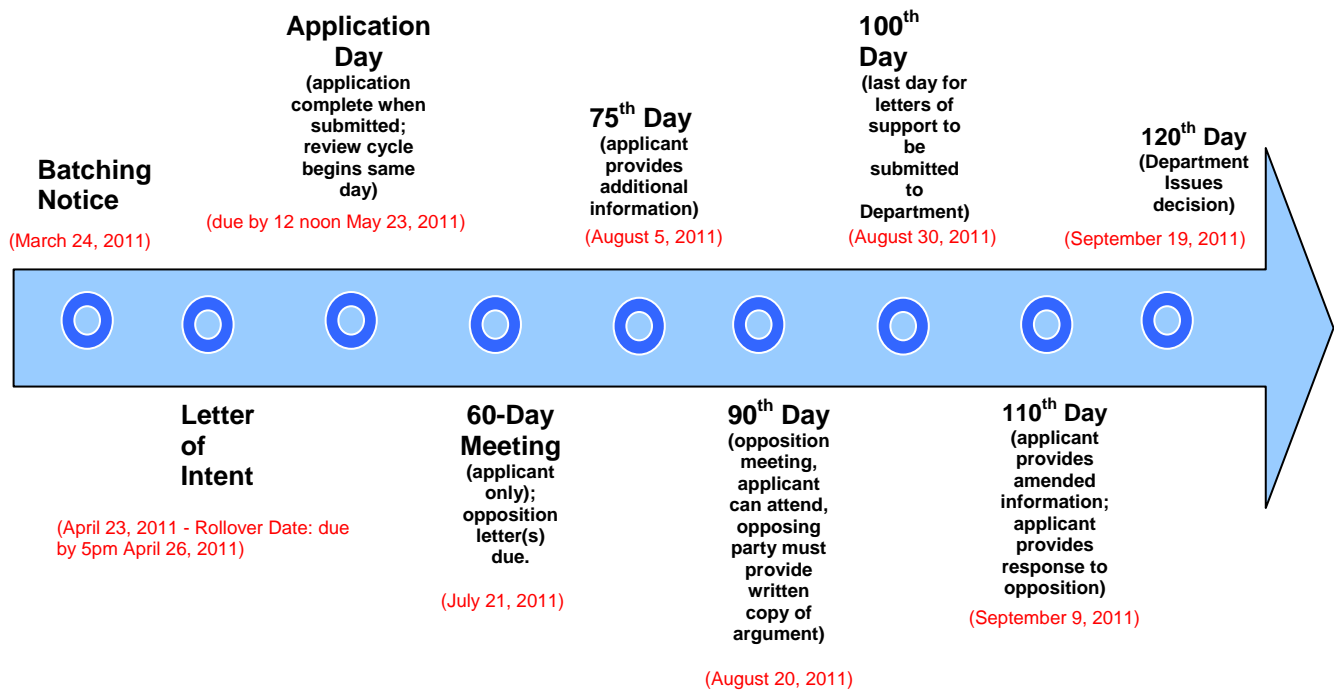 Batching
Notice
(March 24, 2011)
Letter
of
Intent
(April 23, 2011 - Rollover Date: due
by 5pm April 26, 2011)
Application
Day
(application
complete when
submitted;
review cycle
begins same
day)
(due by 12 noon May 23, 2011)
60-Day
Meeting
(applicant
only);
opposition
letter(s)
due.
(July 21, 2011)
75th Day
(applicant
provides
additional
information)
(August 5, 2011)
90th Day
(opposition
meeting,
applicant
can attend,
opposing
party must
provide
written
copy of
argument)
(August 20, 2011)
100th
Day
(last day for
letters of
support to
be
submitted
to
Department)
(August 30, 2011)
110th Day
(applicant
provides
amended
information;
applicant
provides
response to
opposition)
(September 9, 2011)
120th Day
(Department
Issues
decision)
(September 19, 2011)